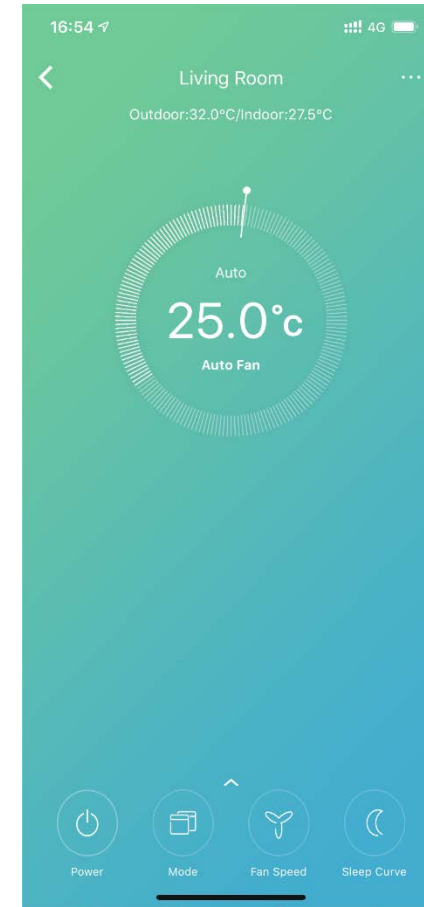 16:54 4G
Living Room
Outdoor:32.0°C/Indoor:27.5°C
Auto
25.0°c
Auto Fan
Power Mode Fan Speed Sleep Curve